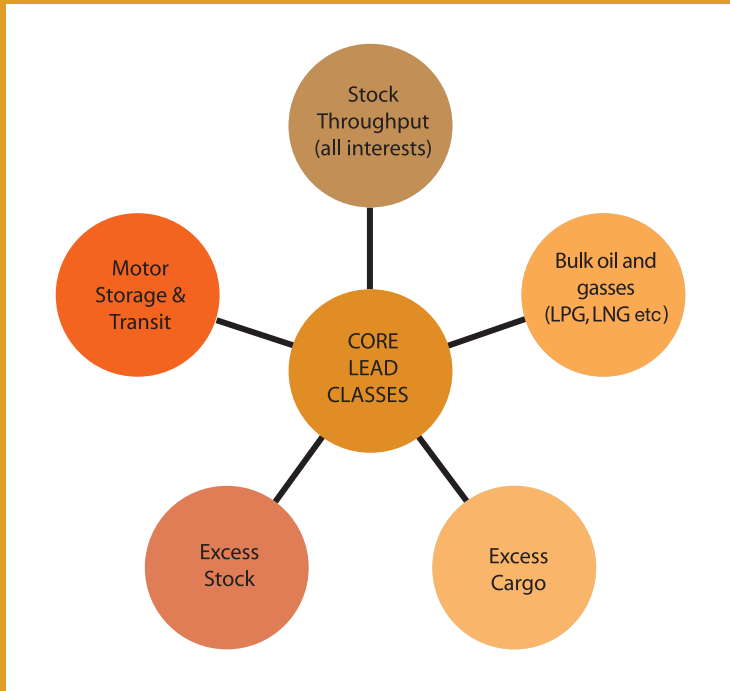 Stock
Throughput
(all interests)
Bulk oil and
gasses
(LPG, LNG etc)
Motor
Storage &
Transit
CORE
LEAD
CLASSES
Excess
Stock
Excess
Cargo